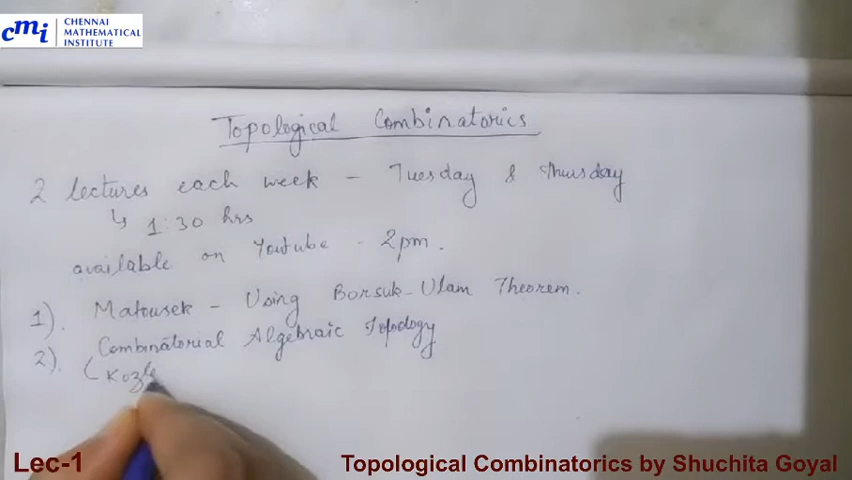 cmi
CHENNAI
MATHEMATICAL
INSTITUTE
Topological Combinatorics
2 lectures each week - Tuesday & Thursday
↳ 1:30 hrs
available on Youtube - 2pm.
1). Matousek - Using Borsuk-Ulam Theorem.
2). Combinatorial Algebraic Topology
(Kozle
Lec-1
Topological Combinatorics by Shuchita Goyal